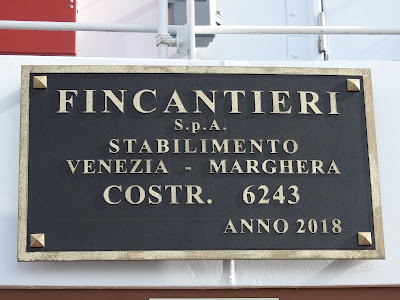 FINCANTIERI
S.p.A.
STABILIMENTO
VENEZIA - MARGHERA
COSTR. 6243
ANNO 2018